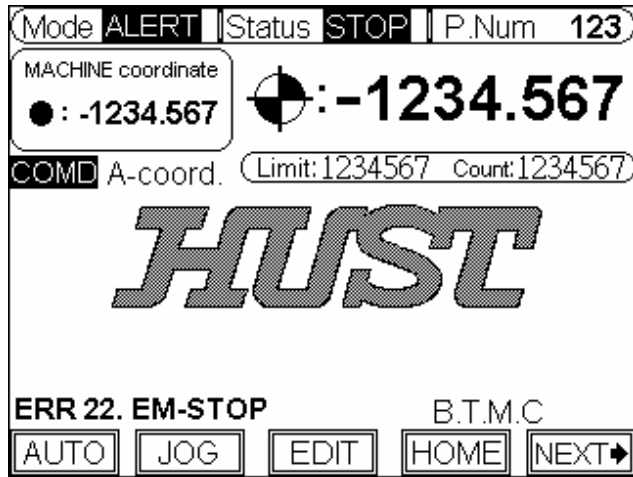 Mode ALERT Status STOP P.Num 123
MACHINE coordinate
: -1234.567
:-1234.567
COMD A-coord. Limit:1234567 Count:1234567
HUST
ERR 22. EM-STOP B.T.M.C
AUTO JOG EDIT HOME NEXT